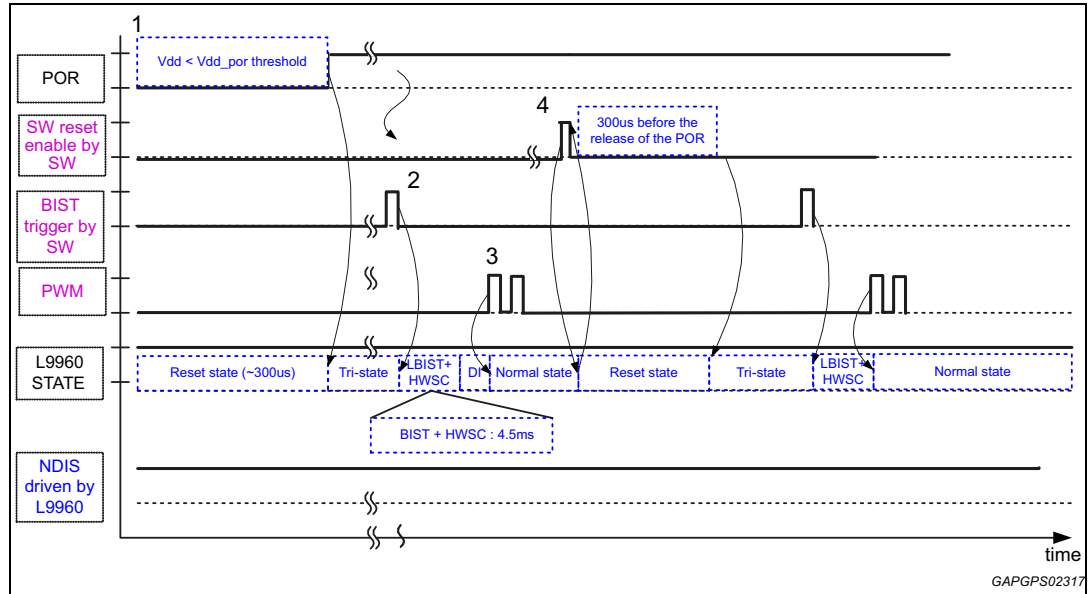 1
POR
Vdd < Vdd_por threshold
SW reset
enable by
SW
4
300us before the
release of the POR
BIST
trigger by
SW
2
PWM
3
L9960
STATE
Reset state (~300us)
Tri-state
LBIST+
HWSC
DI
Normal state
Reset state
Tri-state
LBIST+
HWSC
Normal state
BIST + HWSC : 4.5ms
NDIS
driven by
L9960
time
GAPGPS02317